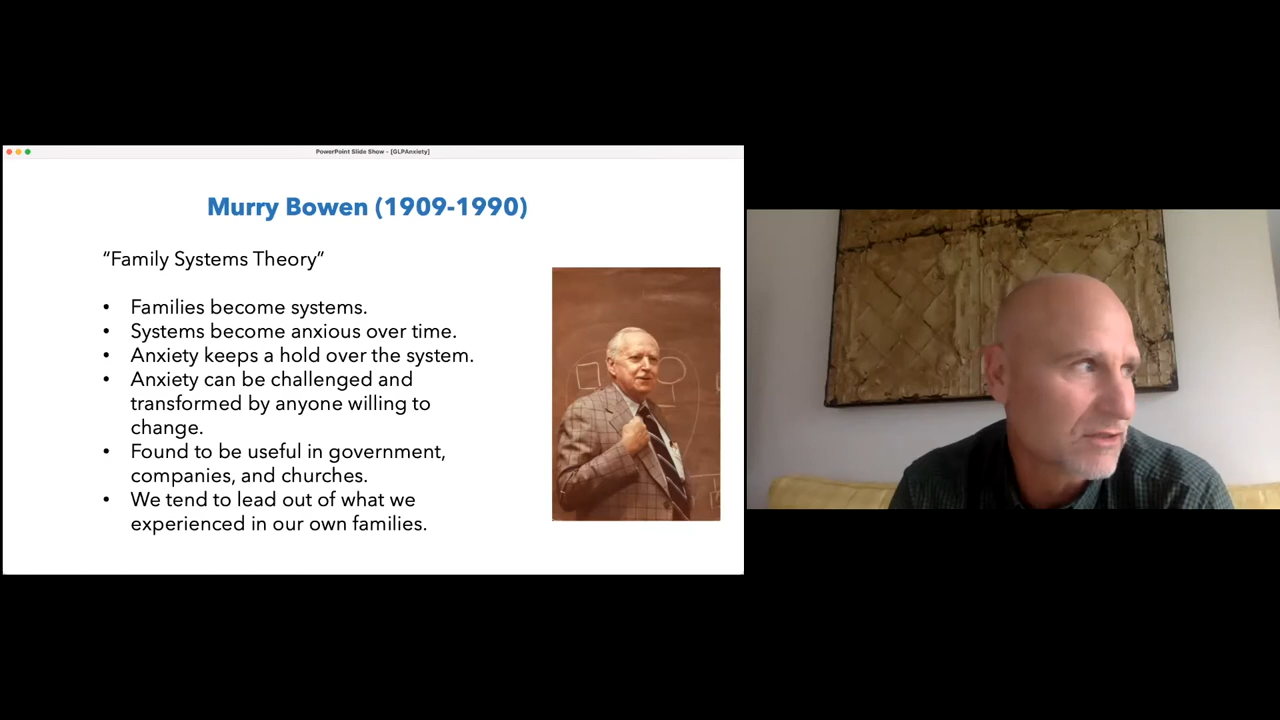 PowerPoint Slide Show - [GLPAnxiety]
Murry Bowen (1909-1990)
“Family Systems Theory”
• Families become systems.
• Systems become anxious over time.
• Anxiety keeps a hold over the system.
• Anxiety can be challenged and
transformed by anyone willing to
change.
• Found to be useful in government,
companies, and churches.
• We tend to lead out of what we
experienced in our own families.